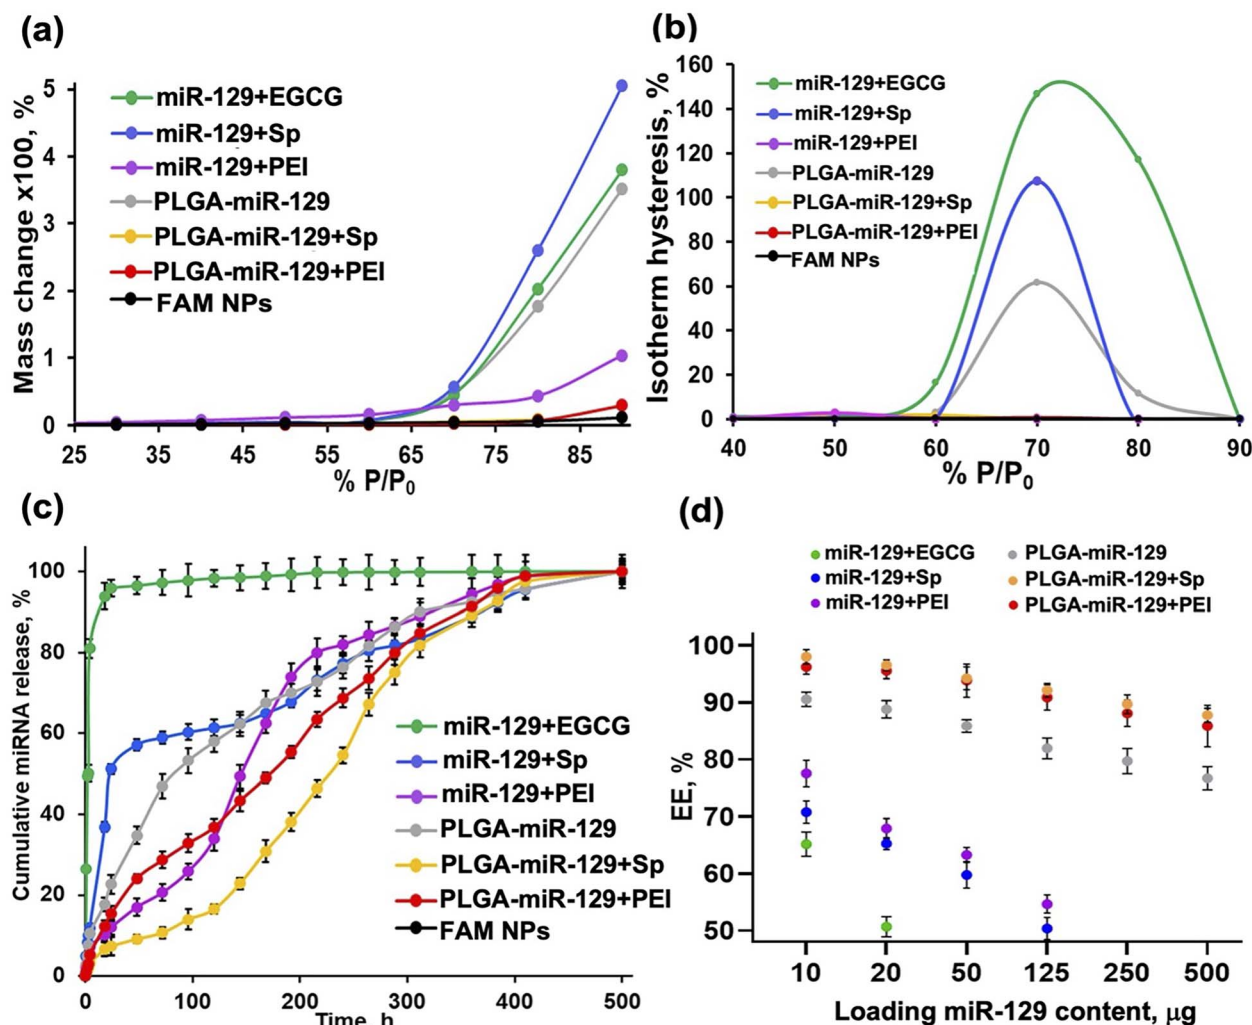 (a)
Mass change x100, %
5
4
3
2
1
0
miR-129+EGCG
miR-129+Sp
miR-129+PEI
PLGA-miR-129
PLGA-miR-129+Sp
PLGA-miR-129+PEI
FAM NPs
25 35 45 55 65 75 85
% P/P₀
(b)
Isotherm hysteresis, %
160
140
120
100
80
60
40
20
0
miR-129+EGCG
miR-129+Sp
miR-129+PEI
PLGA-miR-129
PLGA-miR-129+Sp
PLGA-miR-129+PEI
FAM NPs
40 50 60 70 80 90
% P/P₀
(c)
Cumulative miRNA release, %
100
80
60
40
20
0
miR-129+EGCG
miR-129+Sp
miR-129+PEI
PLGA-miR-129
PLGA-miR-129+Sp
PLGA-miR-129+PEI
FAM NPs
0 100 200 300 400 500
Time, h
(d)
miR-129+EGCG
miR-129+Sp
miR-129+PEI
PLGA-miR-129
PLGA-miR-129+Sp
PLGA-miR-129+PEI
EE, %
100
90
80
70
60
50
10 20 50 125 250 500
Loading miR-129 content, µg